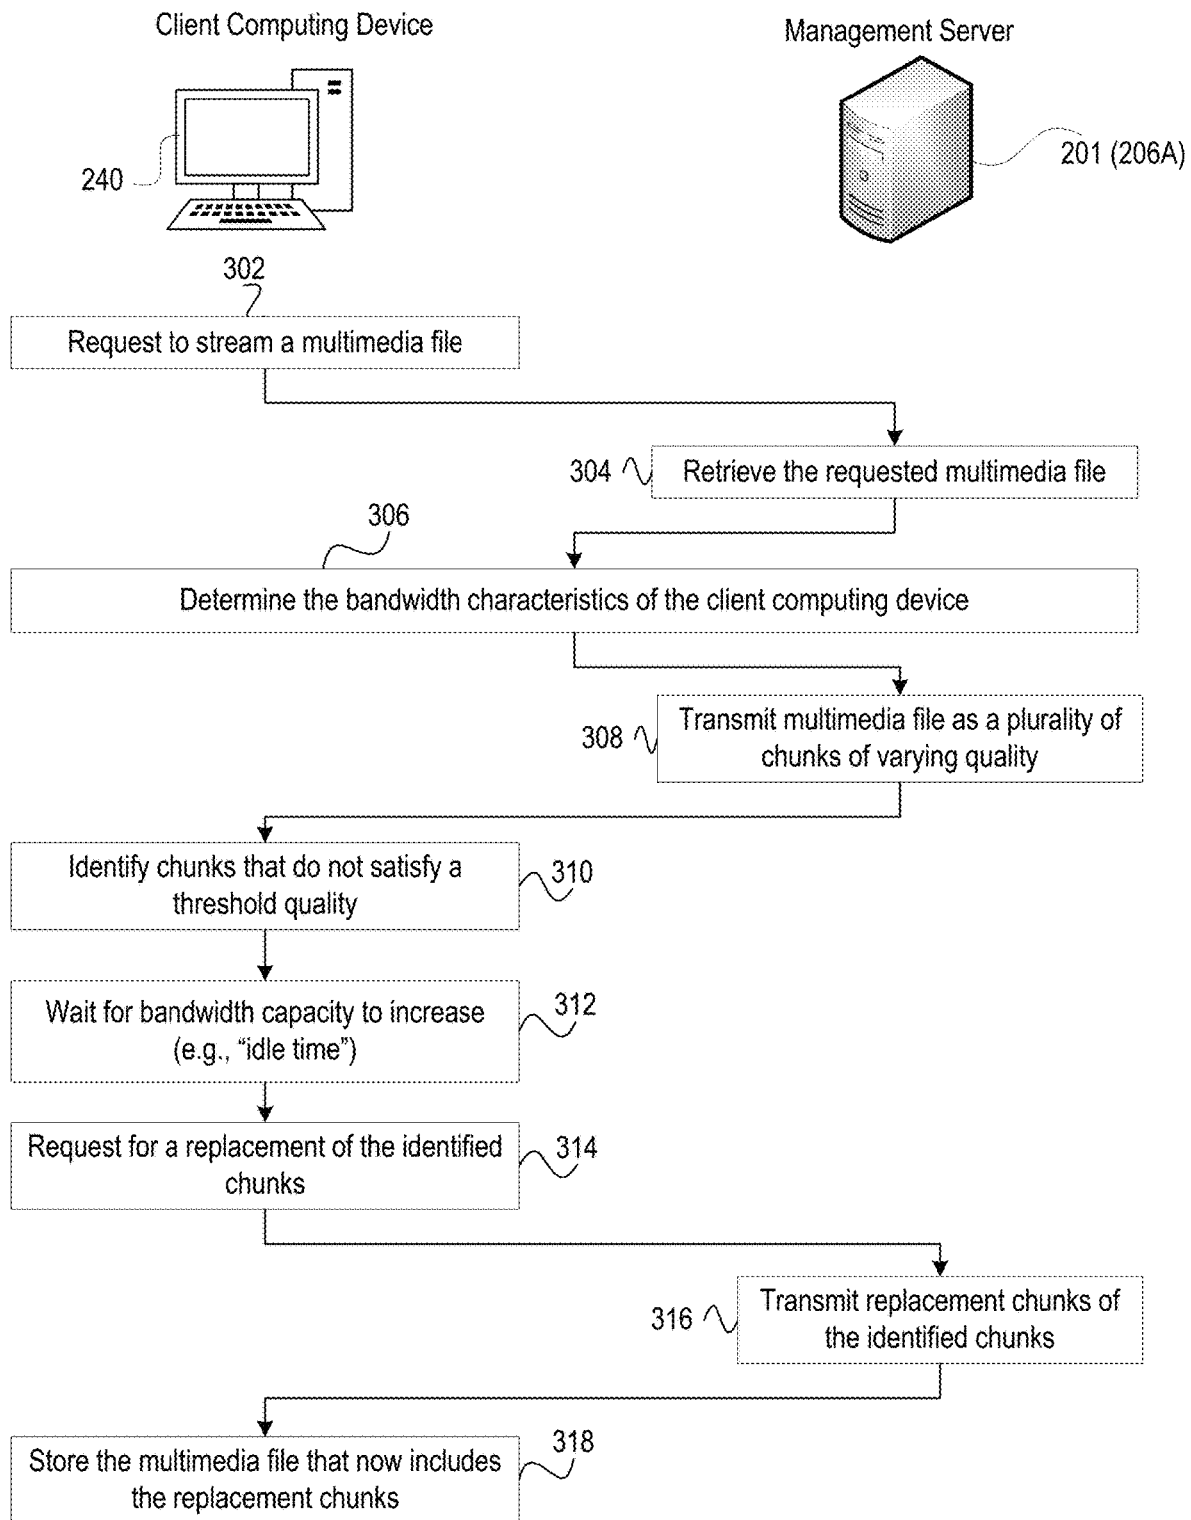 Client Computing Device
Management Server
240
201 (206A)
302
Request to stream a multimedia file
304
Retrieve the requested multimedia file
306
Determine the bandwidth characteristics of the client computing device
308
Transmit multimedia file as a plurality of
chunks of varying quality
Identify chunks that do not satisfy a
threshold quality
310
Wait for bandwidth capacity to increase
(e.g., “idle time”)
312
Request for a replacement of the identified
chunks
314
316
Transmit replacement chunks of
the identified chunks
Store the multimedia file that now includes
the replacement chunks
318